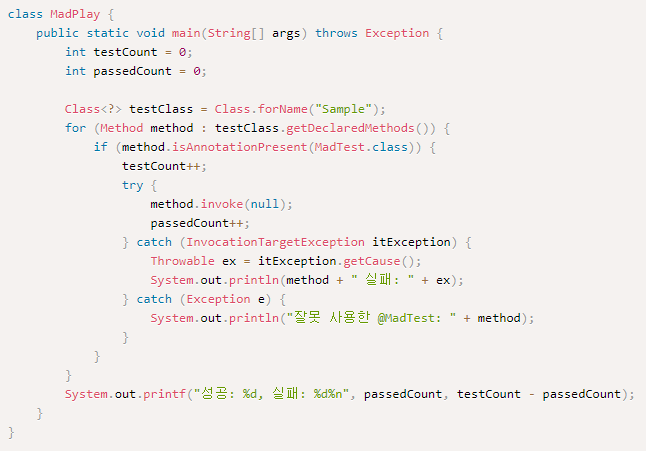 class MadPlay {
    public static void main(String[] args) throws Exception {
        int testCount = 0;
        int passedCount = 0;

        Class<?> testClass = Class.forName("Sample");
        for (Method method : testClass.getDeclaredMethods()) {
            if (method.isAnnotationPresent(MadTest.class)) {
                testCount++;
                try {
                    method.invoke(null);
                    passedCount++;
                } catch (InvocationTargetException itException) {
                    Throwable ex = itException.getCause();
                    System.out.println(method + " 실패: " + ex);
                } catch (Exception e) {
                    System.out.println("잘못 사용한 @MadTest: " + method);
                }
            }
        }
        System.out.printf("성공: %d, 실패: %d%n", passedCount, testCount - passedCount);
    }
}